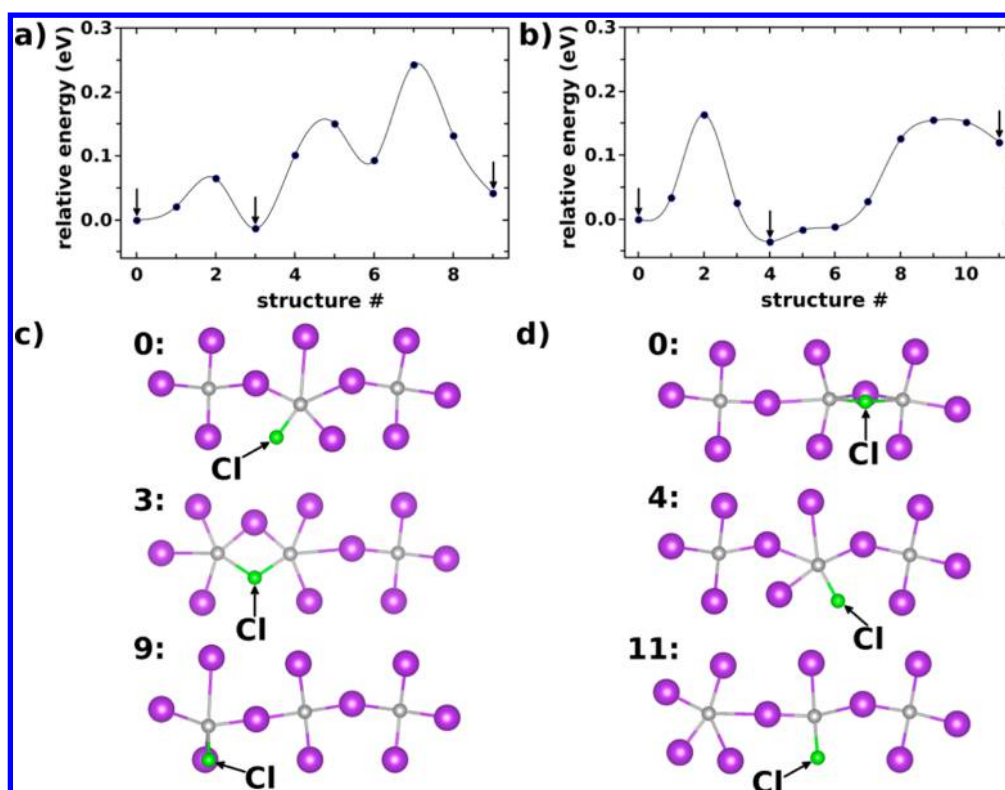 a)
relative energy (eV)
0.3
0.2
0.1
0.0
0 2 4 6 8
structure #
b)
relative energy (eV)
0.3
0.2
0.1
0.0
0 2 4 6 8 10
structure #
c)
0:
Cl
3:
Cl
9:
Cl
d)
0:
Cl
4:
Cl
11:
Cl